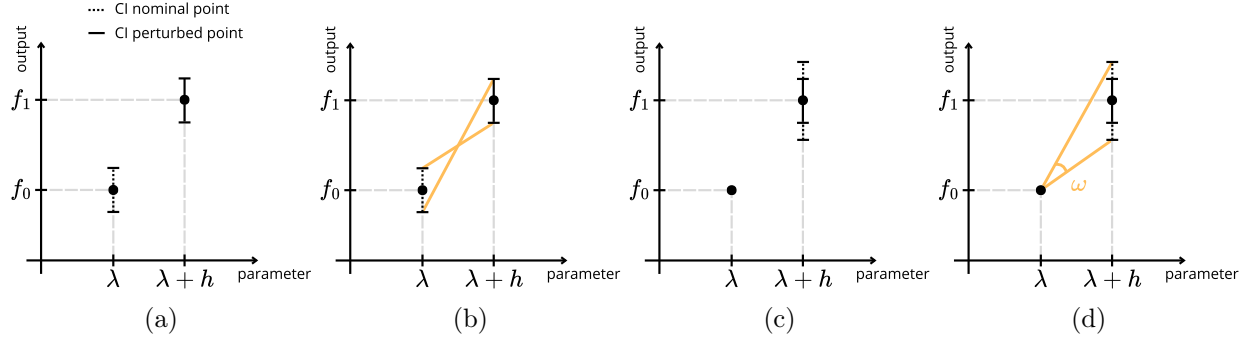 CI nominal point
CI perturbed point
output
f₁
f₀
λ
λ + h
parameter
(a)
output
f₁
f₀
λ
λ + h
parameter
(b)
output
f₁
f₀
λ
λ + h
parameter
(c)
output
f₁
f₀
ω
λ
λ + h
parameter
(d)